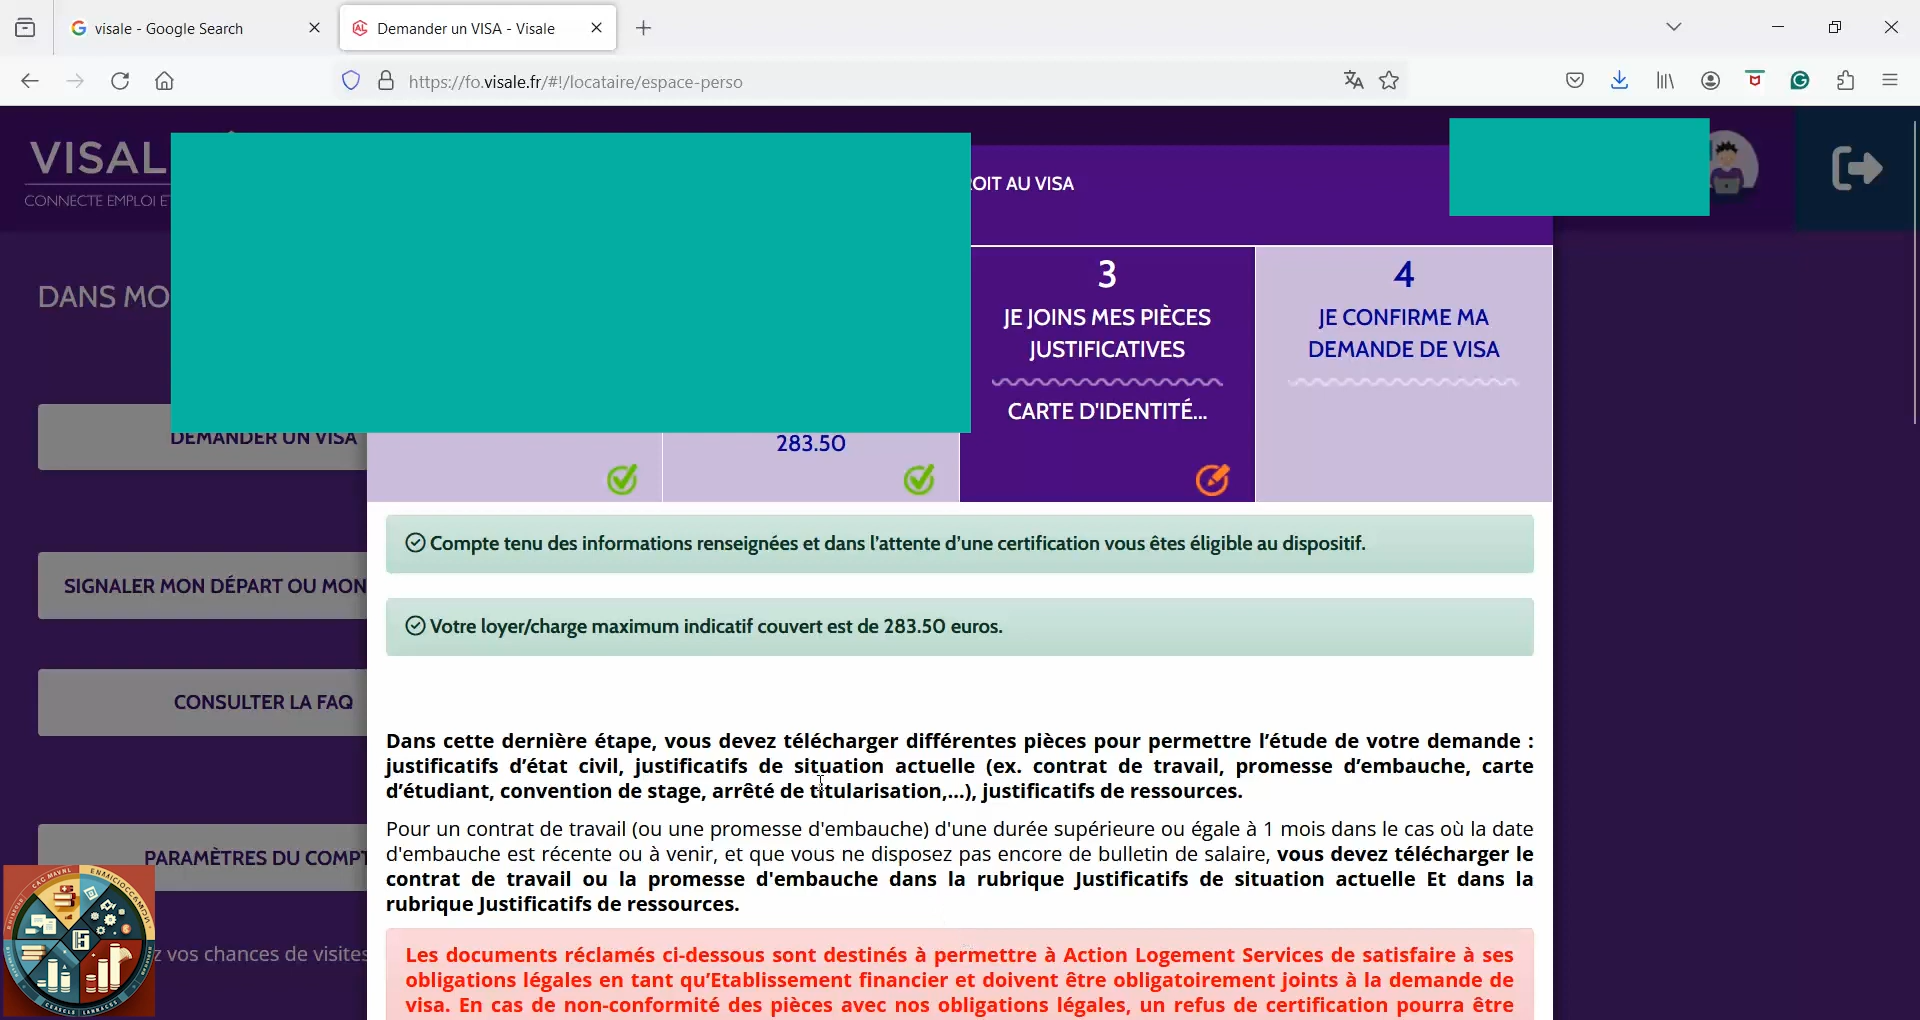 visale - Google Search
Demander un VISA - Visale
https://fo.visale.fr/#!/locataire/espace-perso
VISAL
CONNECTE EMPLOI ET
OIT AU VISA
DANS MO
3
JE JOINS MES PIÈCES
JUSTIFICATIVES
CARTE D'IDENTITÉ...
4
JE CONFIRME MA
DEMANDE DE VISA
283.50
DEMANDER UN VISA
SIGNALER MON DÉPART OU MON
CONSULTER LA FAQ
PARAMÈTRES DU COMPT
z vos chances de visites
Compte tenu des informations renseignées et dans l'attente d'une certification vous êtes éligible au dispositif.
Votre loyer/charge maximum indicatif couvert est de 283.50 euros.
Dans cette dernière étape, vous devez télécharger différentes pièces pour permettre l'étude de votre demande :
justificatifs d'état civil, justificatifs de situation actuelle (ex. contrat de travail, promesse d'embauche, carte
d'étudiant, convention de stage, arrêté de titularisation,...), justificatifs de ressources.
Pour un contrat de travail (ou une promesse d'embauche) d'une durée supérieure ou égale à 1 mois dans le cas où la date
d'embauche est récente ou à venir, et que vous ne disposez pas encore de bulletin de salaire, vous devez télécharger le
contrat de travail ou la promesse d'embauche dans la rubrique Justificatifs de situation actuelle Et dans la
rubrique Justificatifs de ressources.
Les documents réclamés ci-dessous sont destinés à permettre à Action Logement Services de satisfaire à ses
obligations légales en tant qu'Etablissement financier et doivent être obligatoirement joints à la demande de
visa. En cas de non-conformité des pièces avec nos obligations légales, un refus de certification pourra être